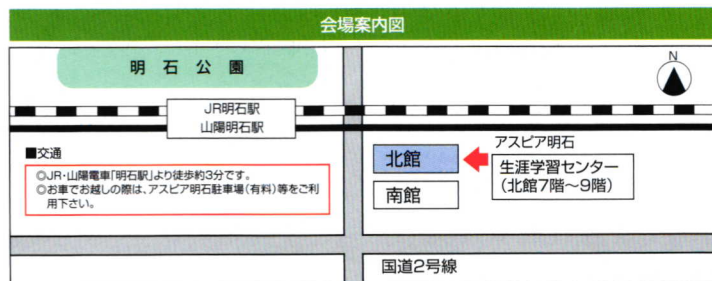 会場案内図
明石公園
N
JR明石駅
山陽明石駅
■交通
◎JR・山陽電車「明石駅」より徒歩約3分です。
◎お車でお越しの際は、アスピア明石駐車場(有料)等をご利
用下さい。
北館
南館
アスピア明石
生涯学習センター
(北館7階〜9階)
国道2号線